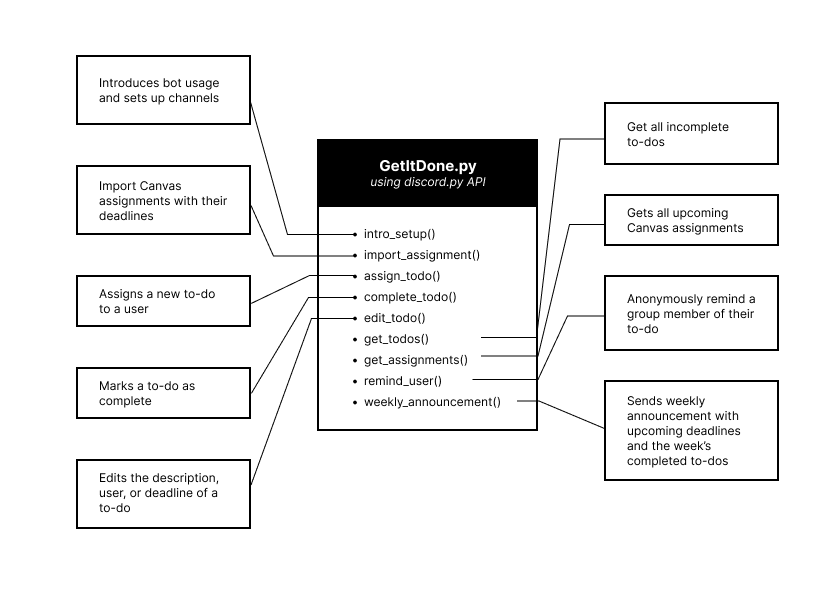 Introduces bot usage
and sets up channels
Import Canvas
assignments with their
deadlines
Assigns a new to-do
to a user
Marks a to-do as
complete
Edits the description,
user, or deadline of a
to-do
GetItDone.py
using discord.py API
• intro_setup()
• import_assignment()
• assign_todo()
• complete_todo()
• edit_todo()
• get_todos()
• get_assignments()
• remind_user()
• weekly_announcement()
Get all incomplete
to-dos
Gets all upcoming
Canvas assignments
Anonymously remind a
group member of their
to-do
Sends weekly
announcement with
upcoming deadlines
and the week’s
completed to-dos